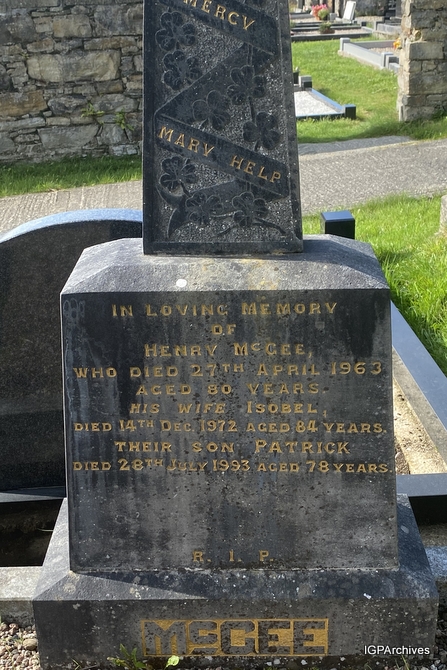 MERCY
MARY HELP
IN LOVING MEMORY
OF
HENRY McGEE,
WHO DIED 27TH APRIL 1963
AGED 80 YEARS
HIS WIFE ISOBEL,
DIED 14TH DEC. 1972 AGED 84 YEARS.
THEIR SON PATRICK
DIED 28TH JULY 1993 AGED 78 YEARS.
R. I. P.
McGEE
IGPArchives